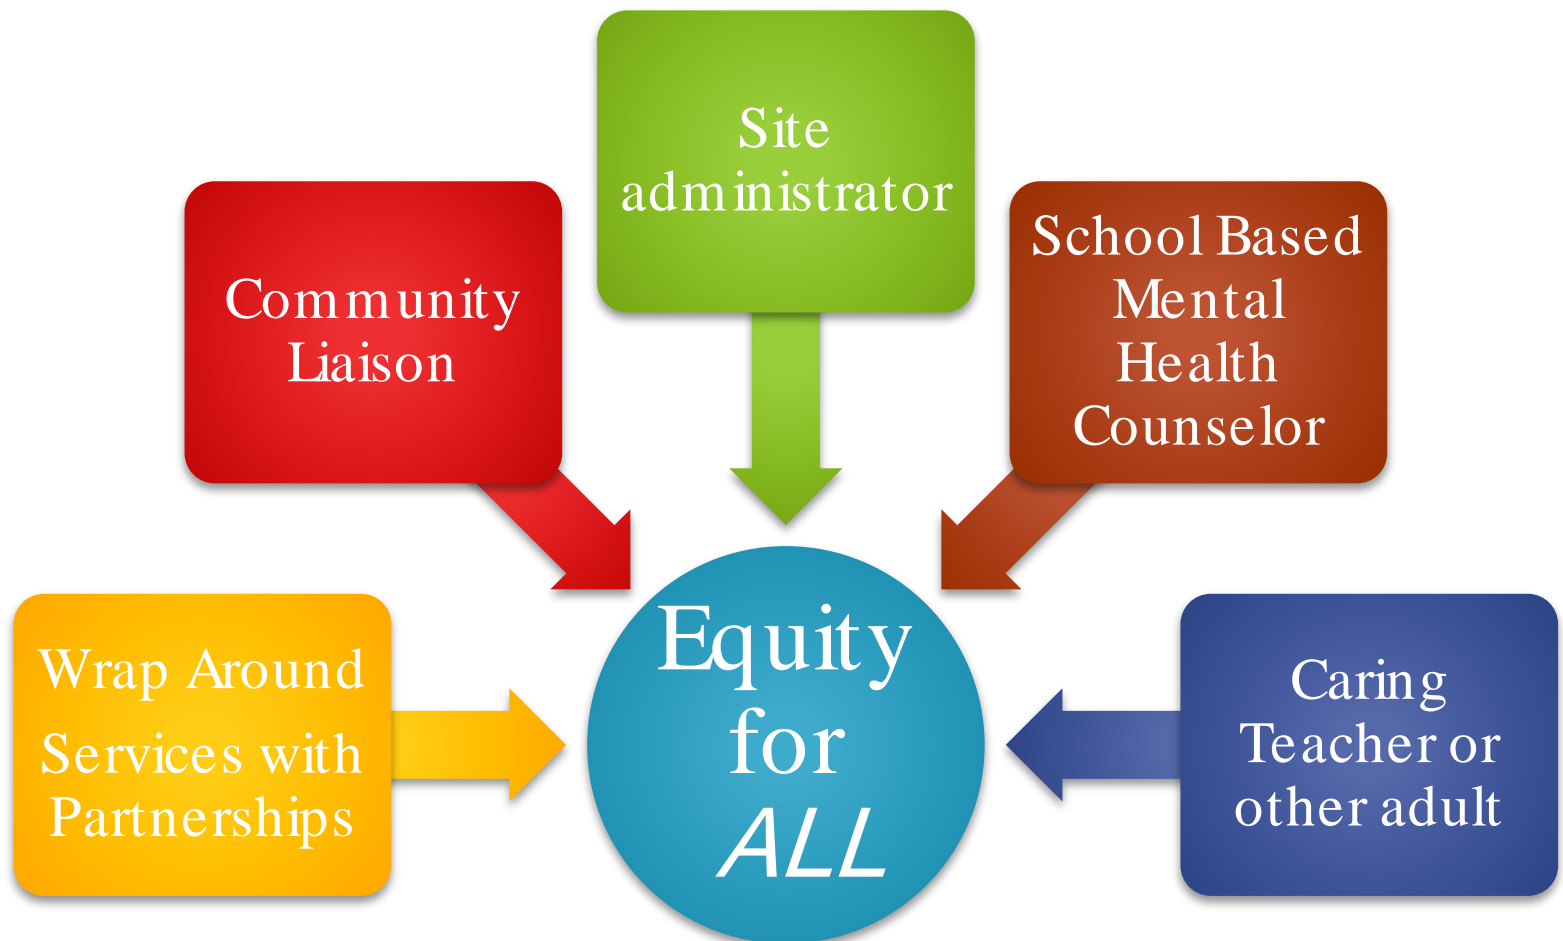 Site
administrator
Community
Liaison
School Based
Mental
Health
Counselor
Wrap Around
Services with
Partnerships
Equity
for
ALL
Caring
Teacher or
other adult